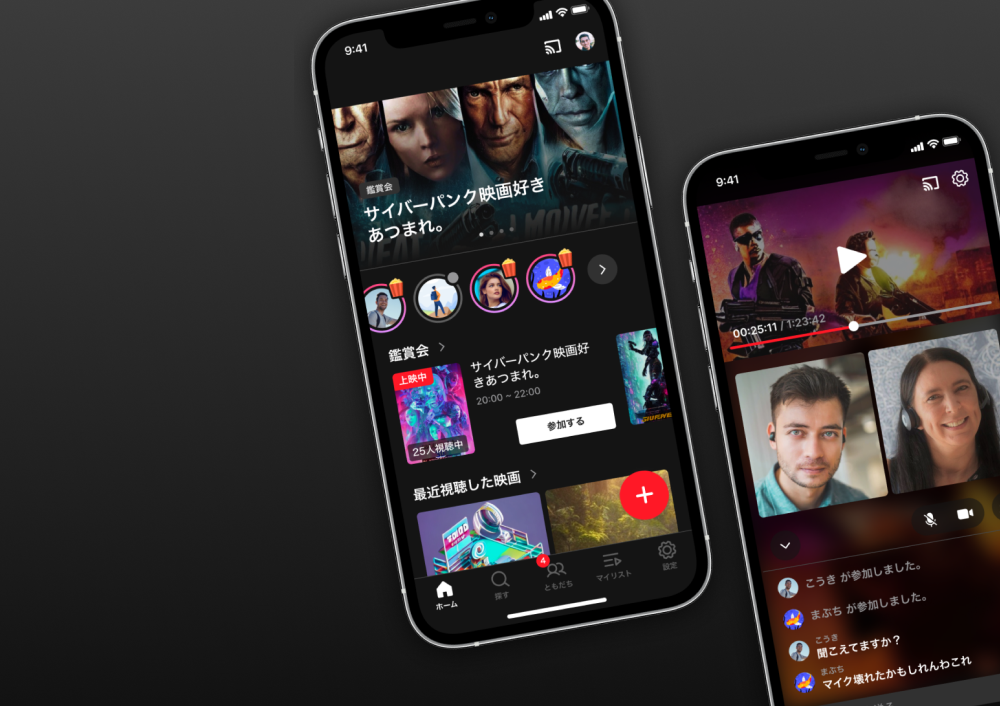 9:41
鑑賞会
サイバーパンク映画好き
あつまれ。
鑑賞会
上映中
25人視聴中
サイバーパンク映画好
きあつまれ。
20:00 ~ 22:00
参加する
最近視聴した映画
4
ホーム
探す
ともだち
マイリスト
設定
9:41
00:25:11 / 1:23:42
こうき が参加しました。
まぶち が参加しました。
こうき
聞こえてますか？
まぶち
マイク壊れたかもしれんわこれ